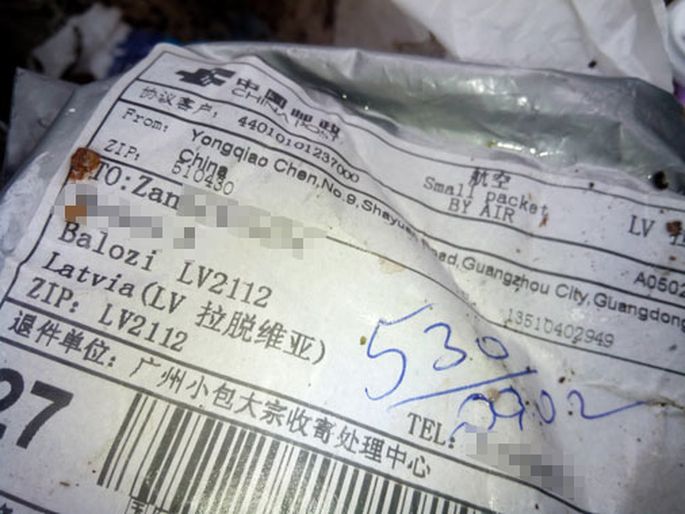 中国邮政
CHINA POST
协议客户: 44010101237000
航空
Small packet
BY AIR
LV
From:
Yongqiao Chen,No.9,Shayuan Road,Guangzhou City,Guangdong
China
A0502
ZIP: 510430
13510402949
TO:Zan
Balozi LV2112
Latvia(LV 拉脱维亚)
ZIP: LV2112
530/2902
TEL:
退件单位: 广州小包大宗收寄处理中心
27